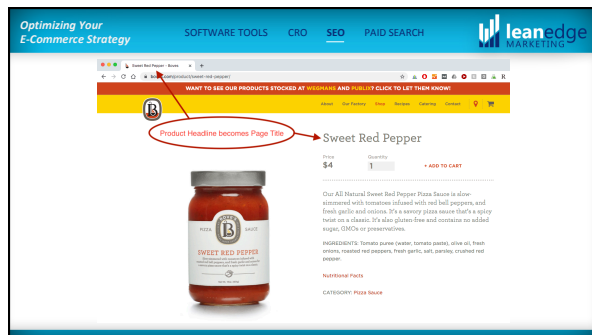 Optimizing Your
E-Commerce Strategy
SOFTWARE TOOLS CRO SEO PAID SEARCH
leanedge
MARKETING
Sweet Red Pepper - Boves
WANT TO SEE OUR PRODUCTS STOCKED AT WEGMANS AND PUBLIX? CLICK TO LET THEM KNOW!
About Our Factory Shop Recipes Catering Contact
B
Product Headline becomes Page Title
Sweet Red Pepper
Price Quantity
$4 1 + ADD TO CART
Our All Natural Sweet Red Pepper Pizza Sauce is slow-
simmered with tomatoes infused with red bell peppers, and
fresh garlic and onions. It's a savory pizza sauce that's a spicy
twist on a classic. It's also gluten-free and contains no added
sugar, GMOs or preservatives.
INGREDIENTS: Tomato puree (water, tomato paste), olive oil, fresh
onions, roasted red peppers, fresh garlic, salt, parsley, crushed red
pepper.
Nutritional Facts
CATEGORY: Pizza Sauce
PIZZA B SAUCE
SWEET RED PEPPER